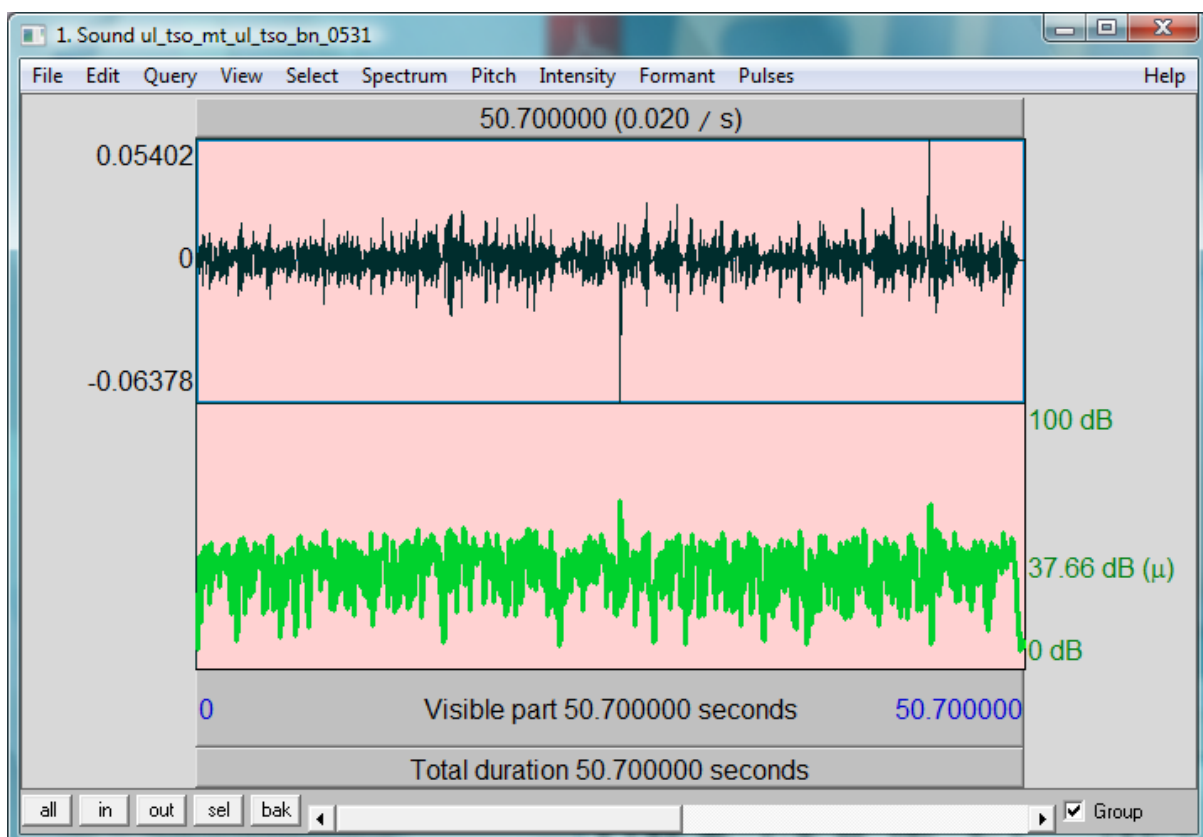 1. Sound ul_tso_mt_ul_tso_bn_0531
File Edit Query View Select Spectrum Pitch Intensity Formant Pulses Help
50.700000 (0.020 / s)
0.05402
0
-0.06378
100 dB
37.66 dB (µ)
0 dB
0 Visible part 50.700000 seconds 50.700000
Total duration 50.700000 seconds
all in out sel bak Group